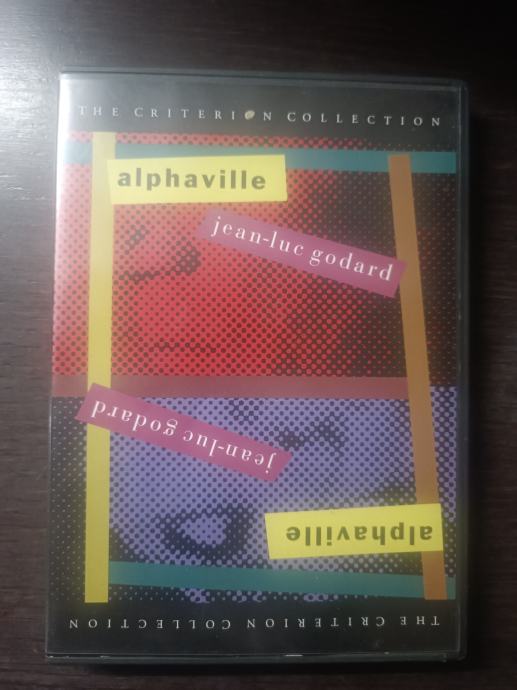 THE CRITERION COLLECTION
alphaville
jean-luc godard
jean-luc godard
alphaville
THE CRITERION COLLECTION